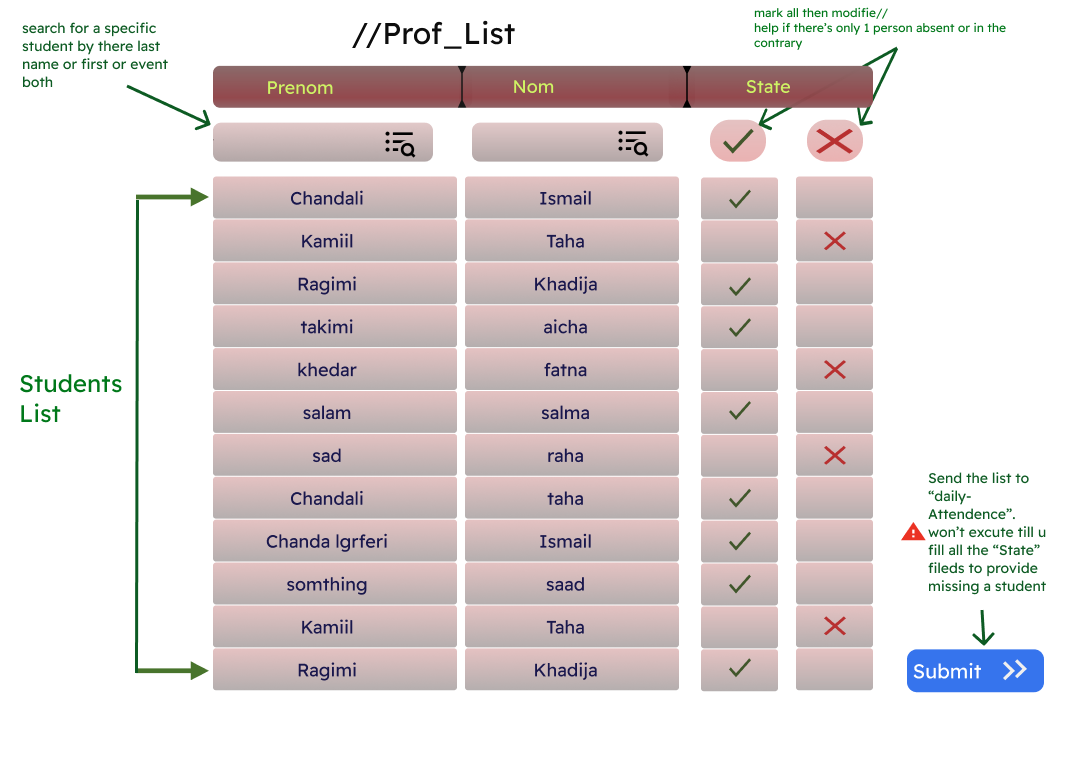 search for a specific
student by there last
name or first or event
both
//Prof_List
mark all then modifie//
help if there's only 1 person absent or in the
contrary
Prenom Nom State
Chandali Ismail
Kamiil Taha
Ragimi Khadija
takimi aicha
khedar fatna
salam salma
sad raha
Chandali taha
Chanda lgrferi Ismail
somthing saad
Kamiil Taha
Ragimi Khadija
Students
List
Send the list to
“daily-
Attendence”.
won’t excute till u
fill all the “State”
fileds to provide
missing a student
Submit